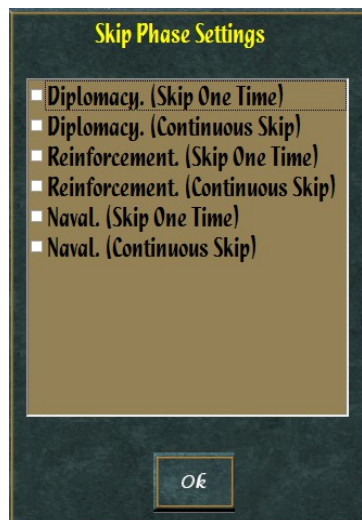 Skip Phase Settings
Diplomacy. (Skip One Time)
Diplomacy. (Continuous Skip)
Reinforcement. (Skip One Time)
Reinforcement. (Continuous Skip)
Naval. (Skip One Time)
Naval. (Continuous Skip)
Ok